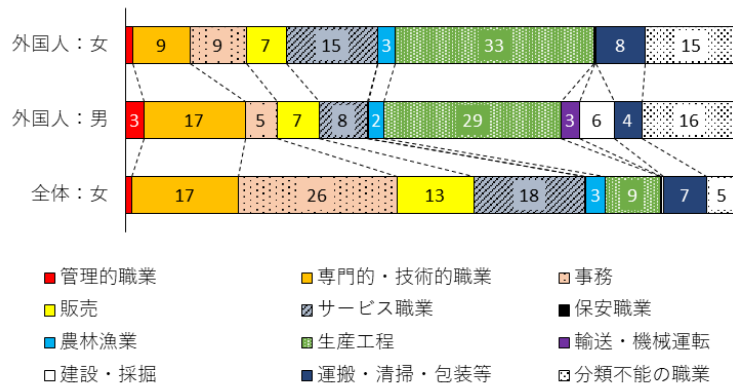 外国人：女 9 9 7 15 3 33 8 15
外国人：男 3 17 5 7 8 2 29 3 6 4 16
全体：女 17 26 13 18 3 9 7 5
管理的職業 専門的・技術的職業 事務
販売 サービス職業 保安職業
農林漁業 生産工程 輸送・機械運転
建設・採掘 運搬・清掃・包装等 分類不能の職業